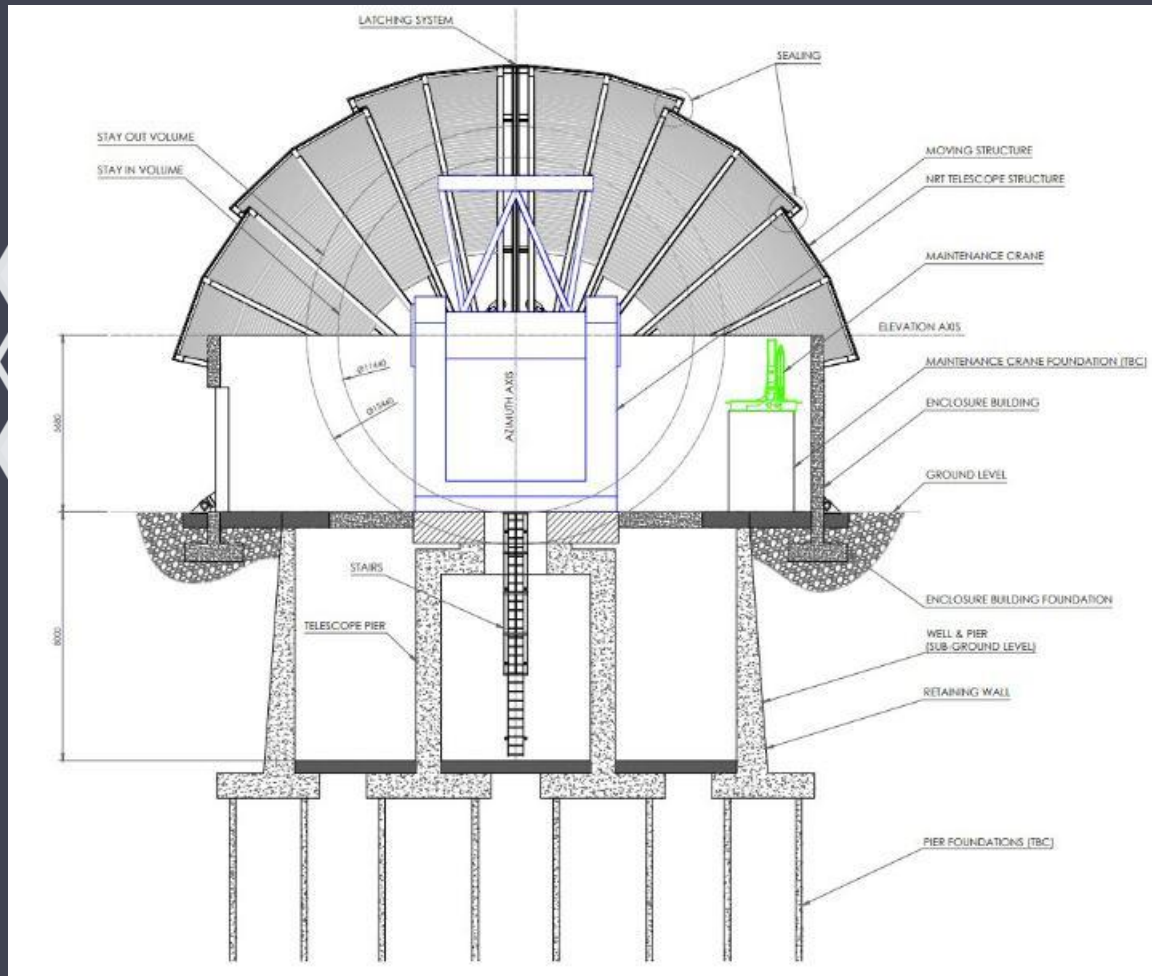 LATCHING SYSTEM
SEALING
STAY OUT VOLUME
STAY IN VOLUME
MOVING STRUCTURE
NRT TELESCOPE STRUCTURE
MAINTENANCE CRANE
ELEVATION AXIS
MAINTENANCE CRANE FOUNDATION (TBC)
ENCLOSURE BUILDING
AZIMUTH AXIS
GROUND LEVEL
STAIRS
TELESCOPE PIER
8000
ENCLOSURE BUILDING FOUNDATION
WELL & PIER
(SUB-GROUND LEVEL)
RETAINING WALL
PIER FOUNDATIONS (TBC)